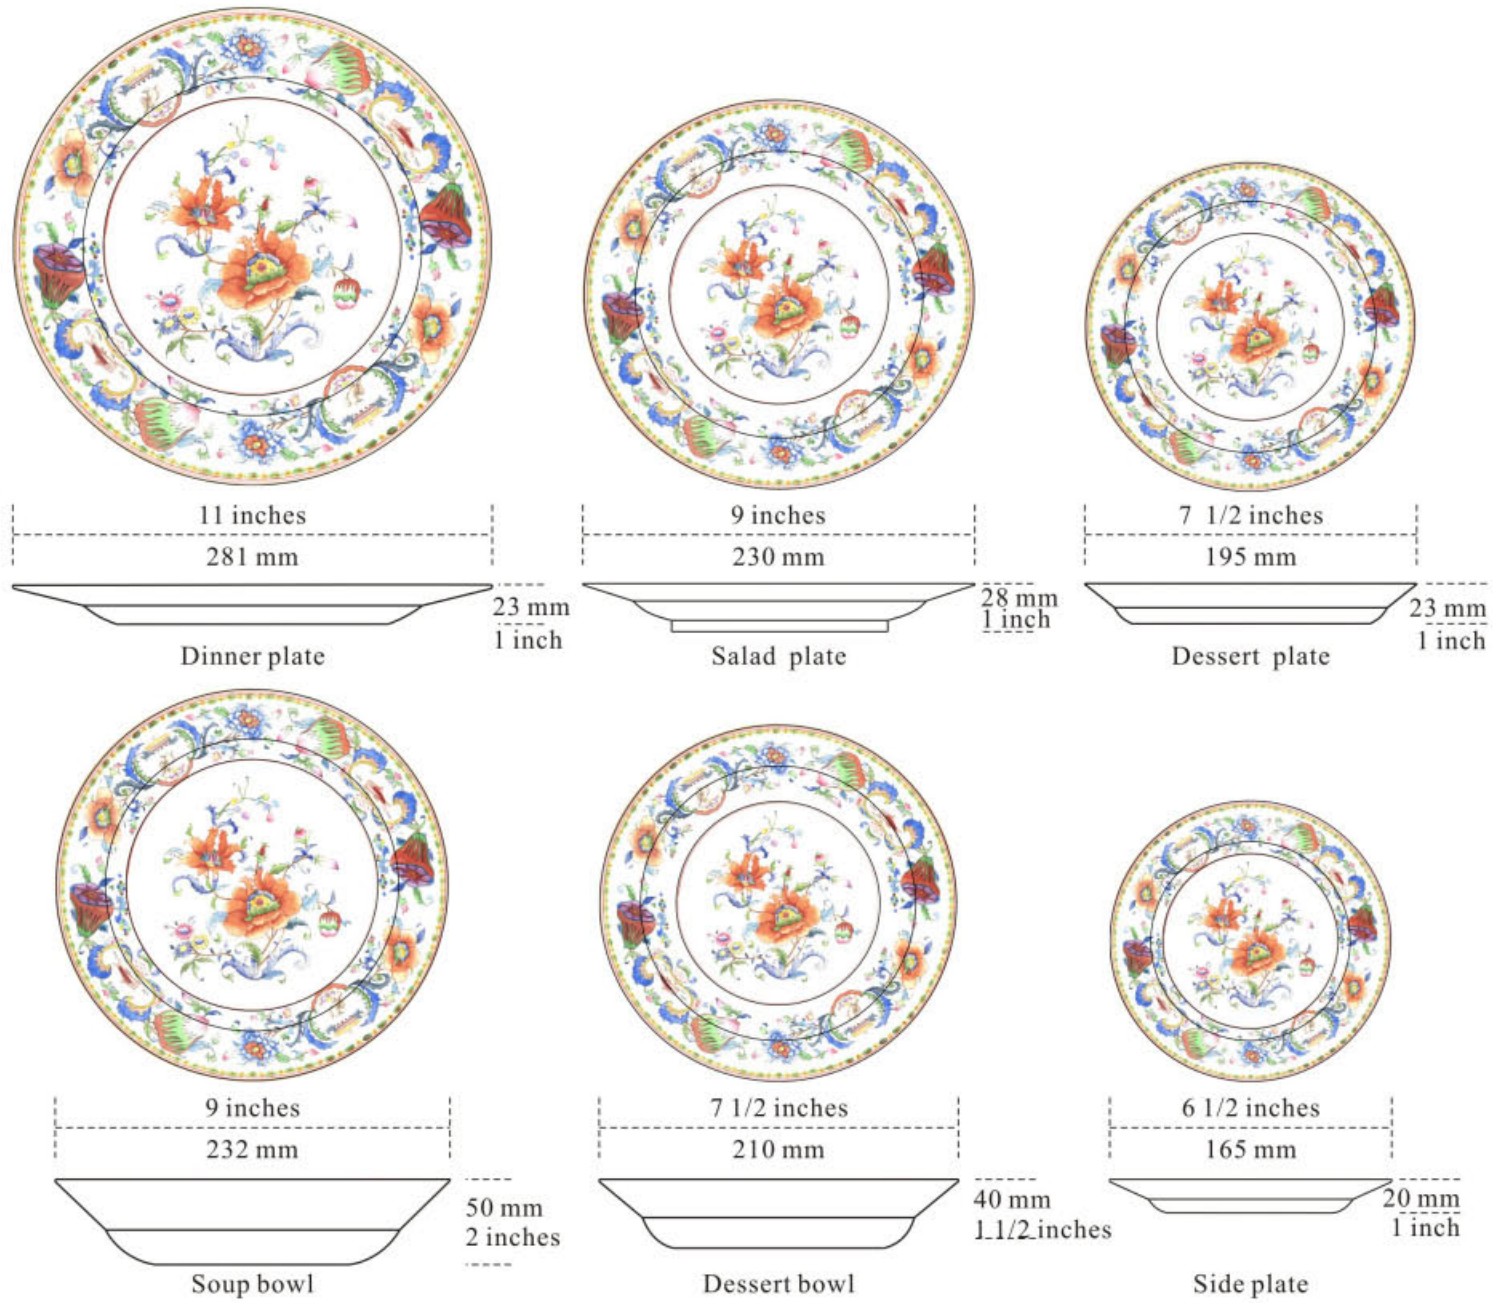 11 inches
281 mm
23 mm
1 inch
Dinner plate
9 inches
230 mm
28 mm
1 inch
Salad plate
7 1/2 inches
195 mm
23 mm
1 inch
Dessert plate
9 inches
232 mm
50 mm
2 inches
Soup bowl
7 1/2 inches
210 mm
40 mm
1 1/2 inches
Dessert bowl
6 1/2 inches
165 mm
20 mm
1 inch
Side plate